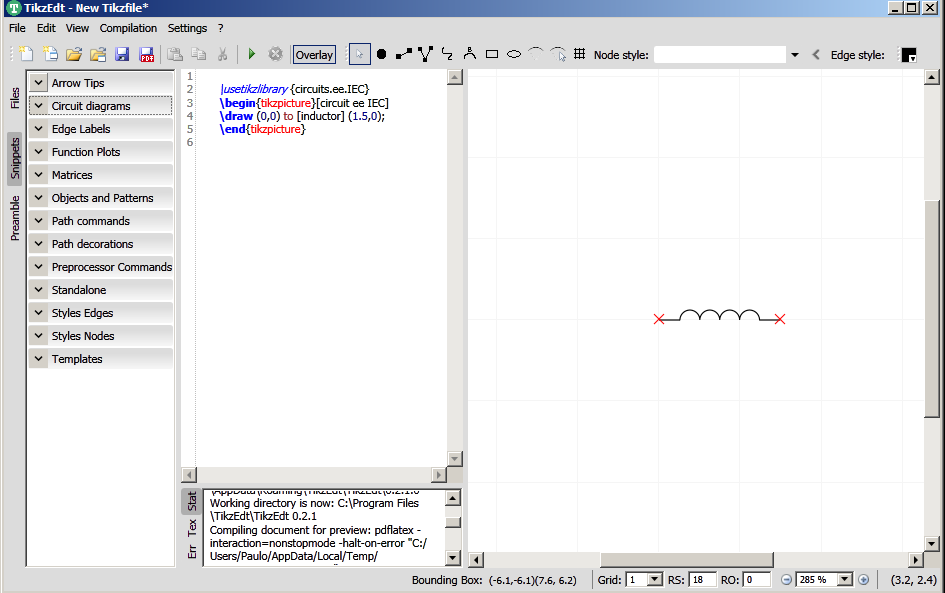 TikzEdt - New Tikzfile*
File Edit View Compilation Settings ?
PDF Overlay Node style: Edge style:
Files
Snippets
Preamble
Arrow Tips
Circuit diagrams
Edge Labels
Function Plots
Matrices
Objects and Patterns
Path commands
Path decorations
Preprocessor Commands
Standalone
Styles Edges
Styles Nodes
Templates
1
2 \usetikzlibrary{circuits.ee.IEC}
3 \begin{tikzpicture}[circuit ee IEC]
4 \draw (0,0) to [inductor] (1.5,0);
5 \end{tikzpicture}
6
Stat
Tex
Err
\AppData\Roaming\TikzEdt\TikzEdt\0.2.1.0
Working directory is now: C:\Program Files
\TikzEdt\TikzEdt 0.2.1
Compiling document for preview: pdflatex -
interaction=nonstopmode -halt-on-error "C:/
Users/Paulo/AppData/Local/Temp/
Bounding Box: (-6.1,-6.1)(7.6, 6.2) Grid: 1 RS: 18 RO: 0 285 % (3.2, 2.4)